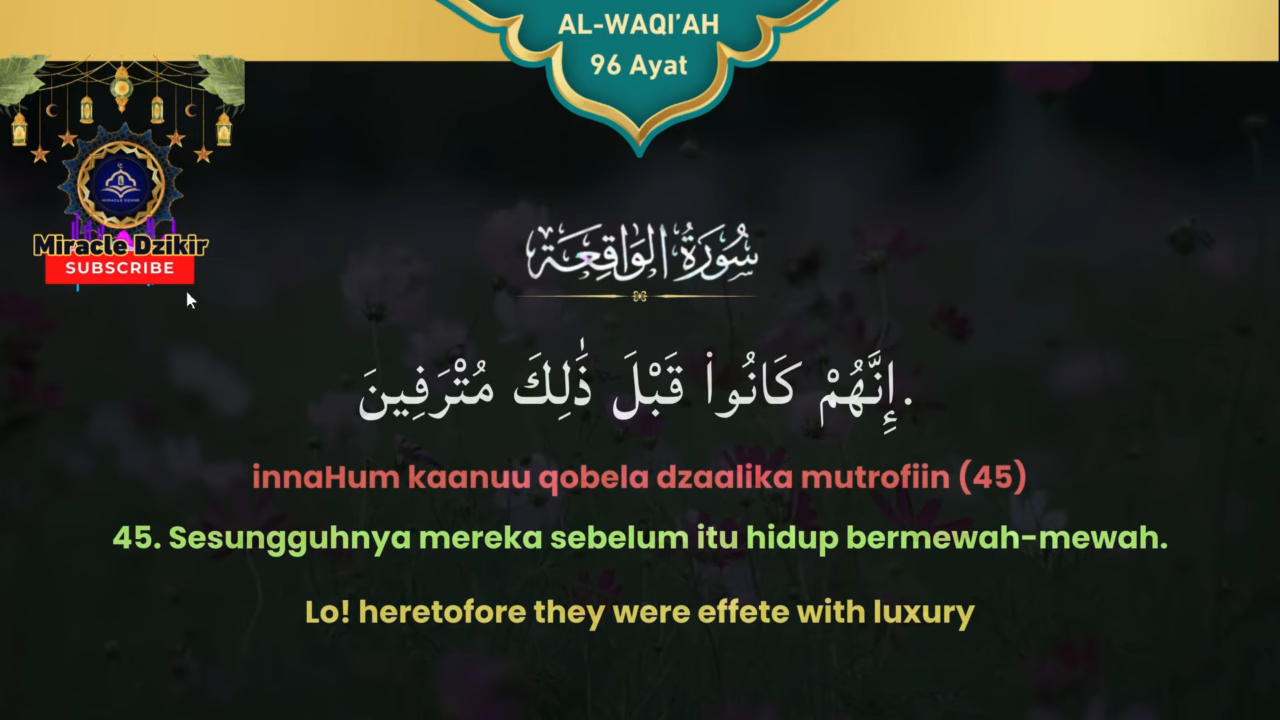 AL-WAQI'AH
96 Ayat
Miracle Dzikir
SUBSCRIBE
سُورَةُ الوَاقِعَة
.إِنَّهُمْ كَانُوا۟ قَبْلَ ذَٰلِكَ مُتْرَفِينَ
innaHum kaanuu qobela dzaalika mutrofiin (45)
45. Sesungguhnya mereka sebelum itu hidup bermewah-mewah.
Lo! heretofore they were effete with luxury